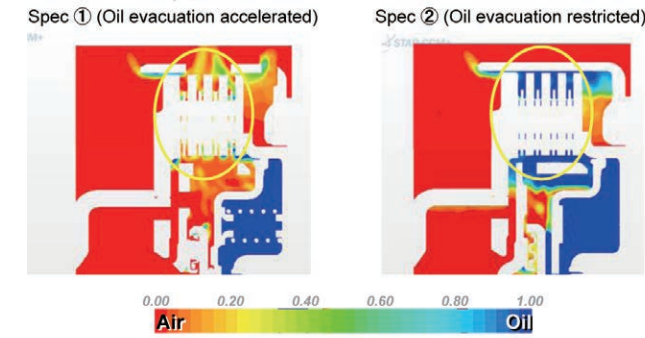 Spec ① (Oil evacuation accelerated)
Spec ② (Oil evacuation restricted)
0.00 0.20 0.40 0.60 0.80 1.00
Air
Oil